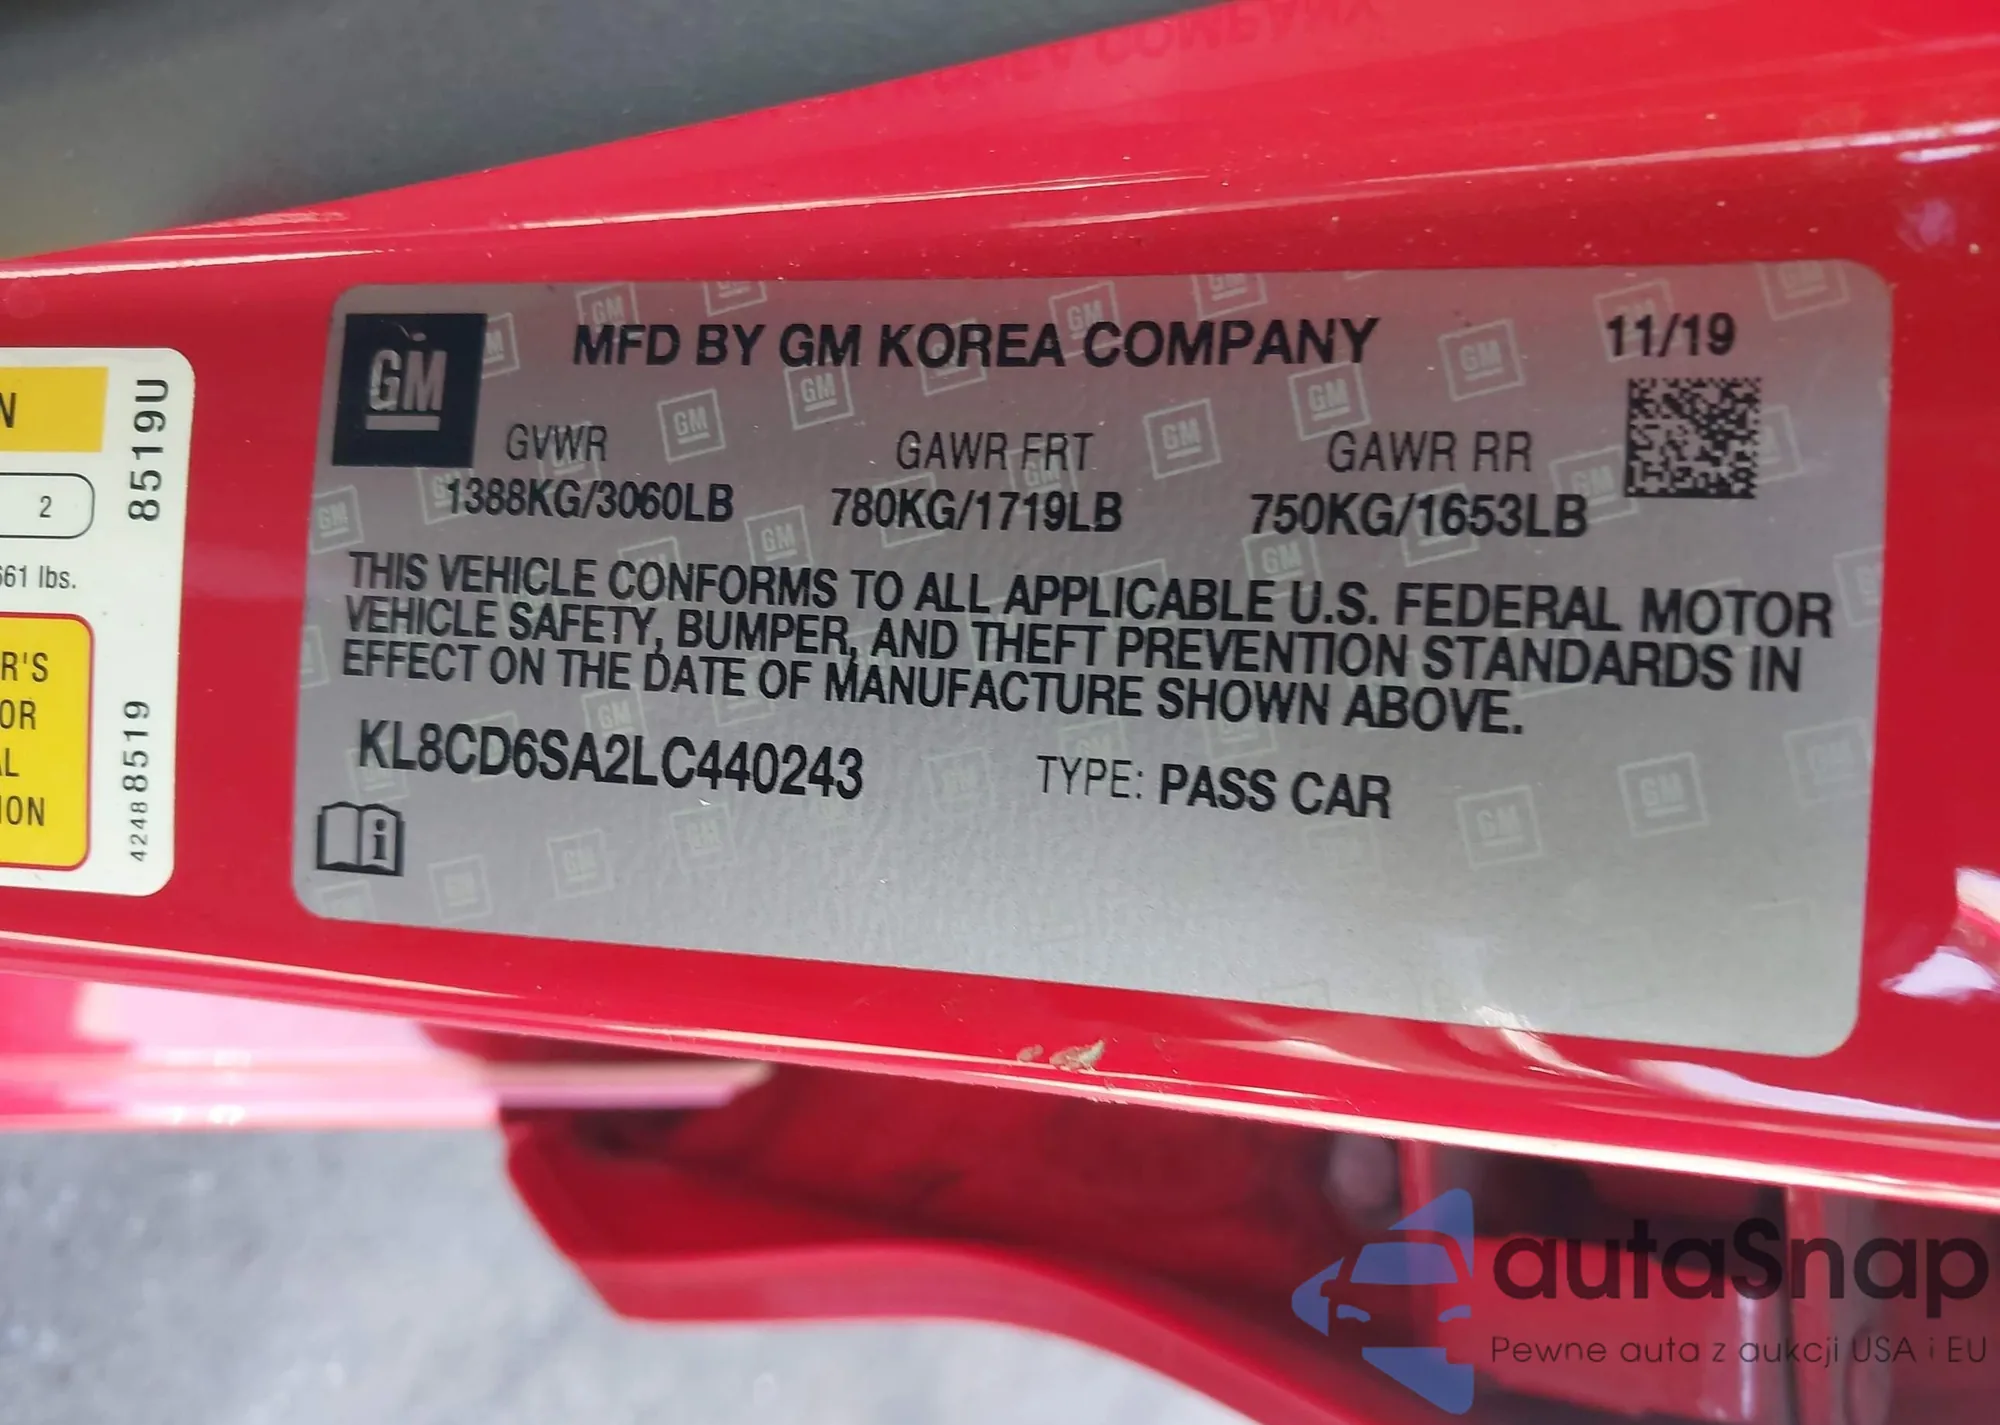 N
2
661 lbs.
R'S
OR
AL
ION
8519U
42488519
GM
MFD BY GM KOREA COMPANY
11/19
GVWR
GAWR FRT
GAWR RR
1388KG/3060LB
780KG/1719LB
750KG/1653LB
THIS VEHICLE CONFORMS TO ALL APPLICABLE U.S. FEDERAL MOTOR
VEHICLE SAFETY, BUMPER, AND THEFT PREVENTION STANDARDS IN
EFFECT ON THE DATE OF MANUFACTURE SHOWN ABOVE.
KL8CD6SA2LC440243
TYPE: PASS CAR
i
autaSnap
Pewne auta z aukcji USA i EU